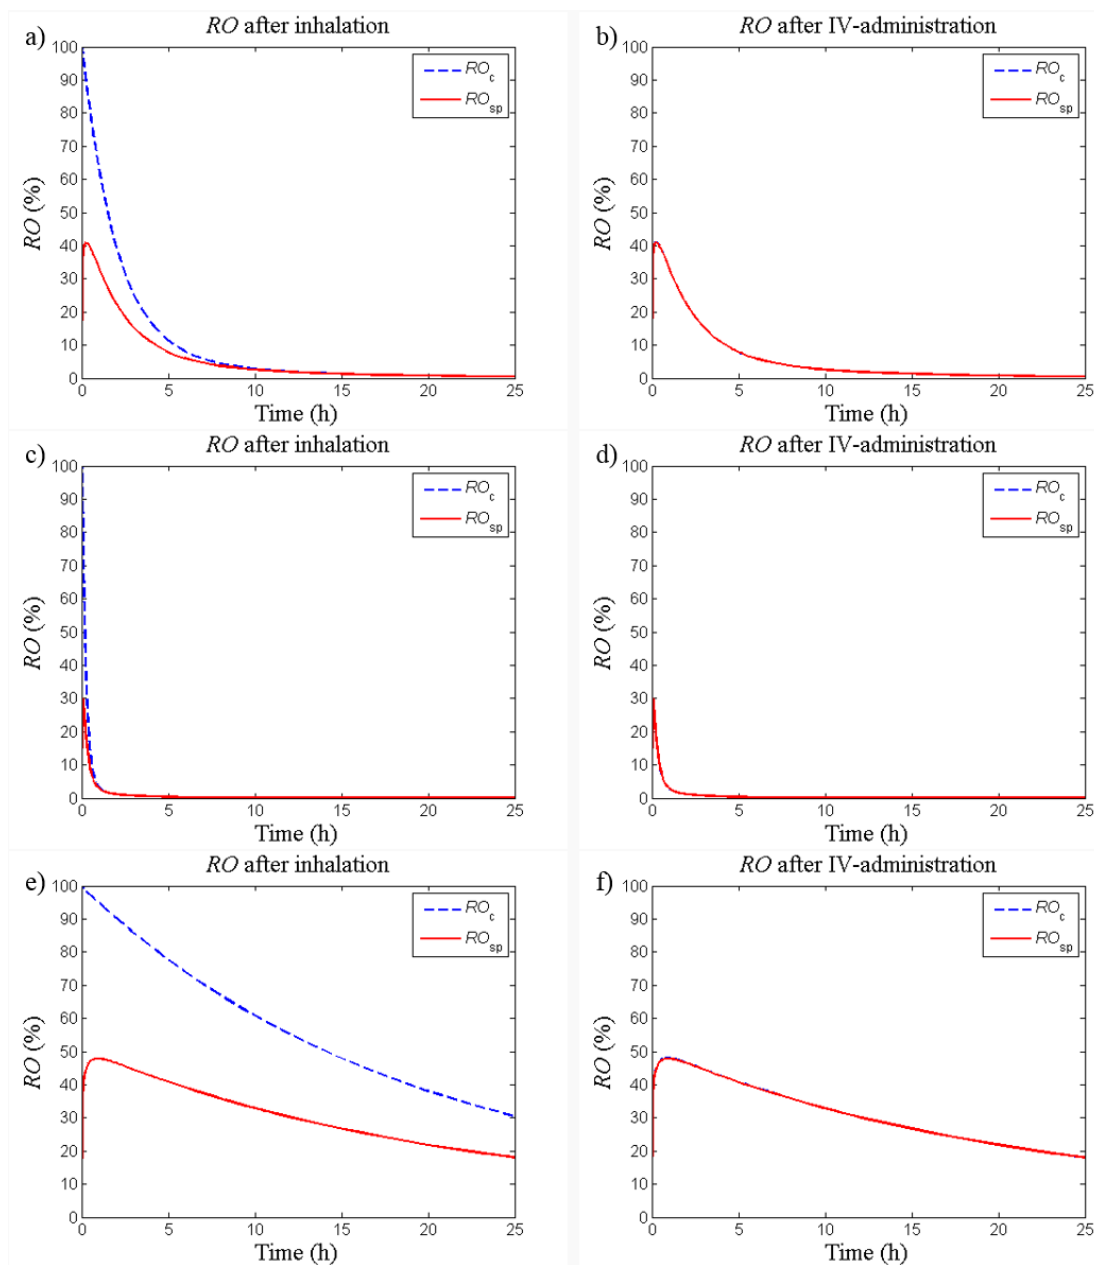 a) RO after inhalation
RO (%)
100
90
80
70
60
50
40
30
20
10
0
0 5 10 15 20 25
Time (h)
ROc
ROsp
b) RO after IV-administration
RO (%)
100
90
80
70
60
50
40
30
20
10
0
0 5 10 15 20 25
Time (h)
ROc
ROsp
c) RO after inhalation
RO (%)
100
90
80
70
60
50
40
30
20
10
0
0 5 10 15 20 25
Time (h)
ROc
ROsp
d) RO after IV-administration
RO (%)
100
90
80
70
60
50
40
30
20
10
0
0 5 10 15 20 25
Time (h)
ROc
ROsp
e) RO after inhalation
RO (%)
100
90
80
70
60
50
40
30
20
10
0
0 5 10 15 20 25
Time (h)
ROc
ROsp
f) RO after IV-administration
RO (%)
100
90
80
70
60
50
40
30
20
10
0
0 5 10 15 20 25
Time (h)
ROc
ROsp